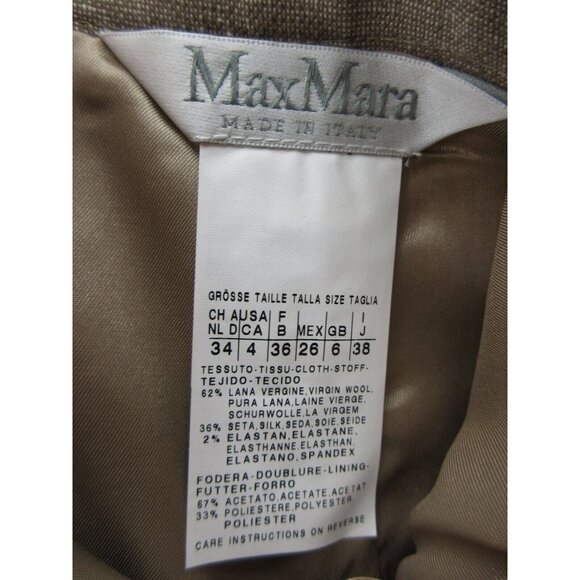 MaxMara
MADE IN ITALY
GRÖSSE TAILLE TALLA SIZE TAGLIA
CH A USA F I
NL D CA B MEX GB J
34 4 36 26 6 38
TESSUTO-TISSU-CLOTH-STOFF-
TEJIDO-TECIDO
62% LANA VERGINE,VIRGIN WOOL,
PURA LANA,LAINE VIERGE,
SCHURWOLLE,LA VIRGEM
36% SETA,SILK,SEDA,SOIE,SEIDE
2% ELASTAN,ELASTANE,
ELASTHANNE,ELASTHAN,
ELASTANO,SPANDEX
FODERA-DOUBLURE-LINING-
FUTTER-FORRO
67% ACETATO,ACETATE,ACETAT
33% POLIESTERE,POLYESTER,
POLIESTER
CARE INSTRUCTIONS ON REVERSE